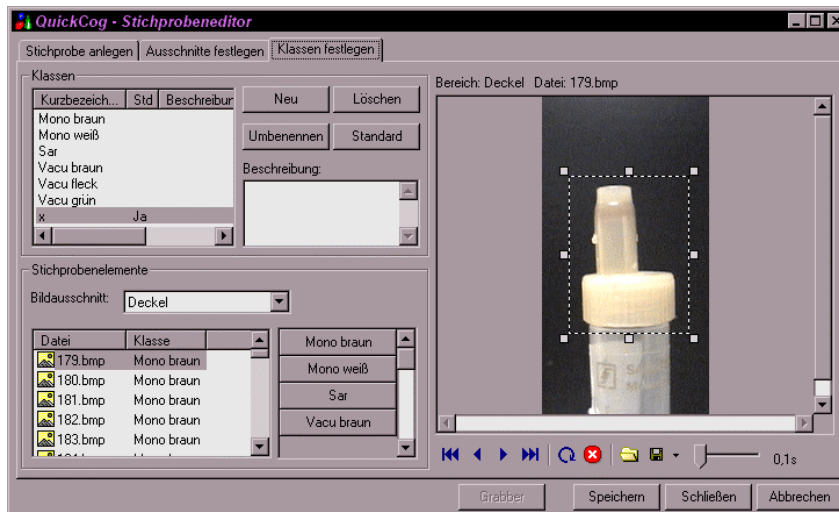 QuickCog - Stichprobeneditor
Stichprobe anlegen Ausschnitte festlegen Klassen festlegen
Klassen
Kurzbezeich... Std Beschreibur
Mono braun
Mono weiß
Sar
Vacu braun
Vacu fleck
Vacu grün
x Ja
Neu Löschen
Umbenennen Standard
Beschreibung:
Stichprobenelemente
Bildausschnitt: Deckel
Datei Klasse
179.bmp Mono braun
180.bmp Mono braun
181.bmp Mono braun
182.bmp Mono braun
183.bmp Mono braun
Mono braun
Mono weiß
Sar
Vacu braun
Bereich: Deckel Datei: 179.bmp
0,1s
Grabber Speichern Schließen Abbrechen